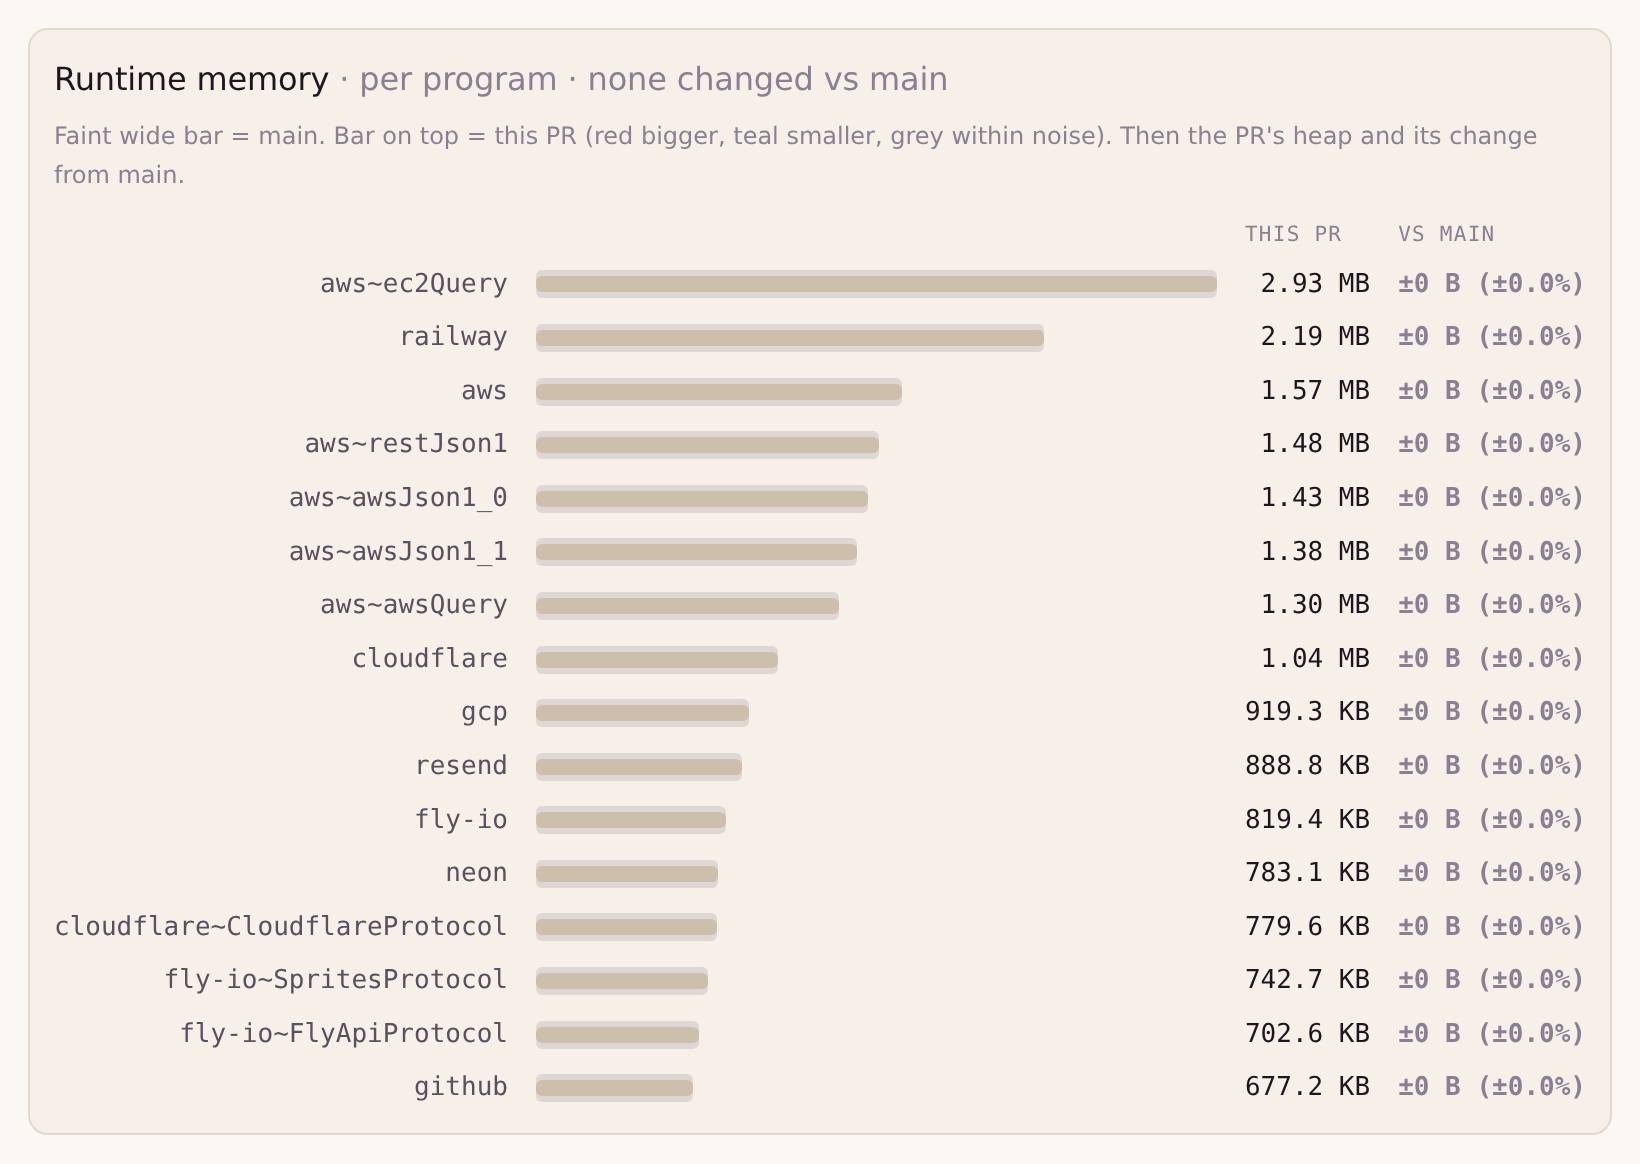 Runtime memory · per program · none changed vs main
Faint wide bar = main. Bar on top = this PR (red bigger, teal smaller, grey within noise). Then the PR's heap and its change
from main.
THIS PR VS MAIN
aws~ec2Query 2.93 MB ±0 B (±0.0%)
railway 2.19 MB ±0 B (±0.0%)
aws 1.57 MB ±0 B (±0.0%)
aws~restJson1 1.48 MB ±0 B (±0.0%)
aws~awsJson1_0 1.43 MB ±0 B (±0.0%)
aws~awsJson1_1 1.38 MB ±0 B (±0.0%)
aws~awsQuery 1.30 MB ±0 B (±0.0%)
cloudflare 1.04 MB ±0 B (±0.0%)
gcp 919.3 KB ±0 B (±0.0%)
resend 888.8 KB ±0 B (±0.0%)
fly-io 819.4 KB ±0 B (±0.0%)
neon 783.1 KB ±0 B (±0.0%)
cloudflare~CloudflareProtocol 779.6 KB ±0 B (±0.0%)
fly-io~SpritesProtocol 742.7 KB ±0 B (±0.0%)
fly-io~FlyApiProtocol 702.6 KB ±0 B (±0.0%)
github 677.2 KB ±0 B (±0.0%)